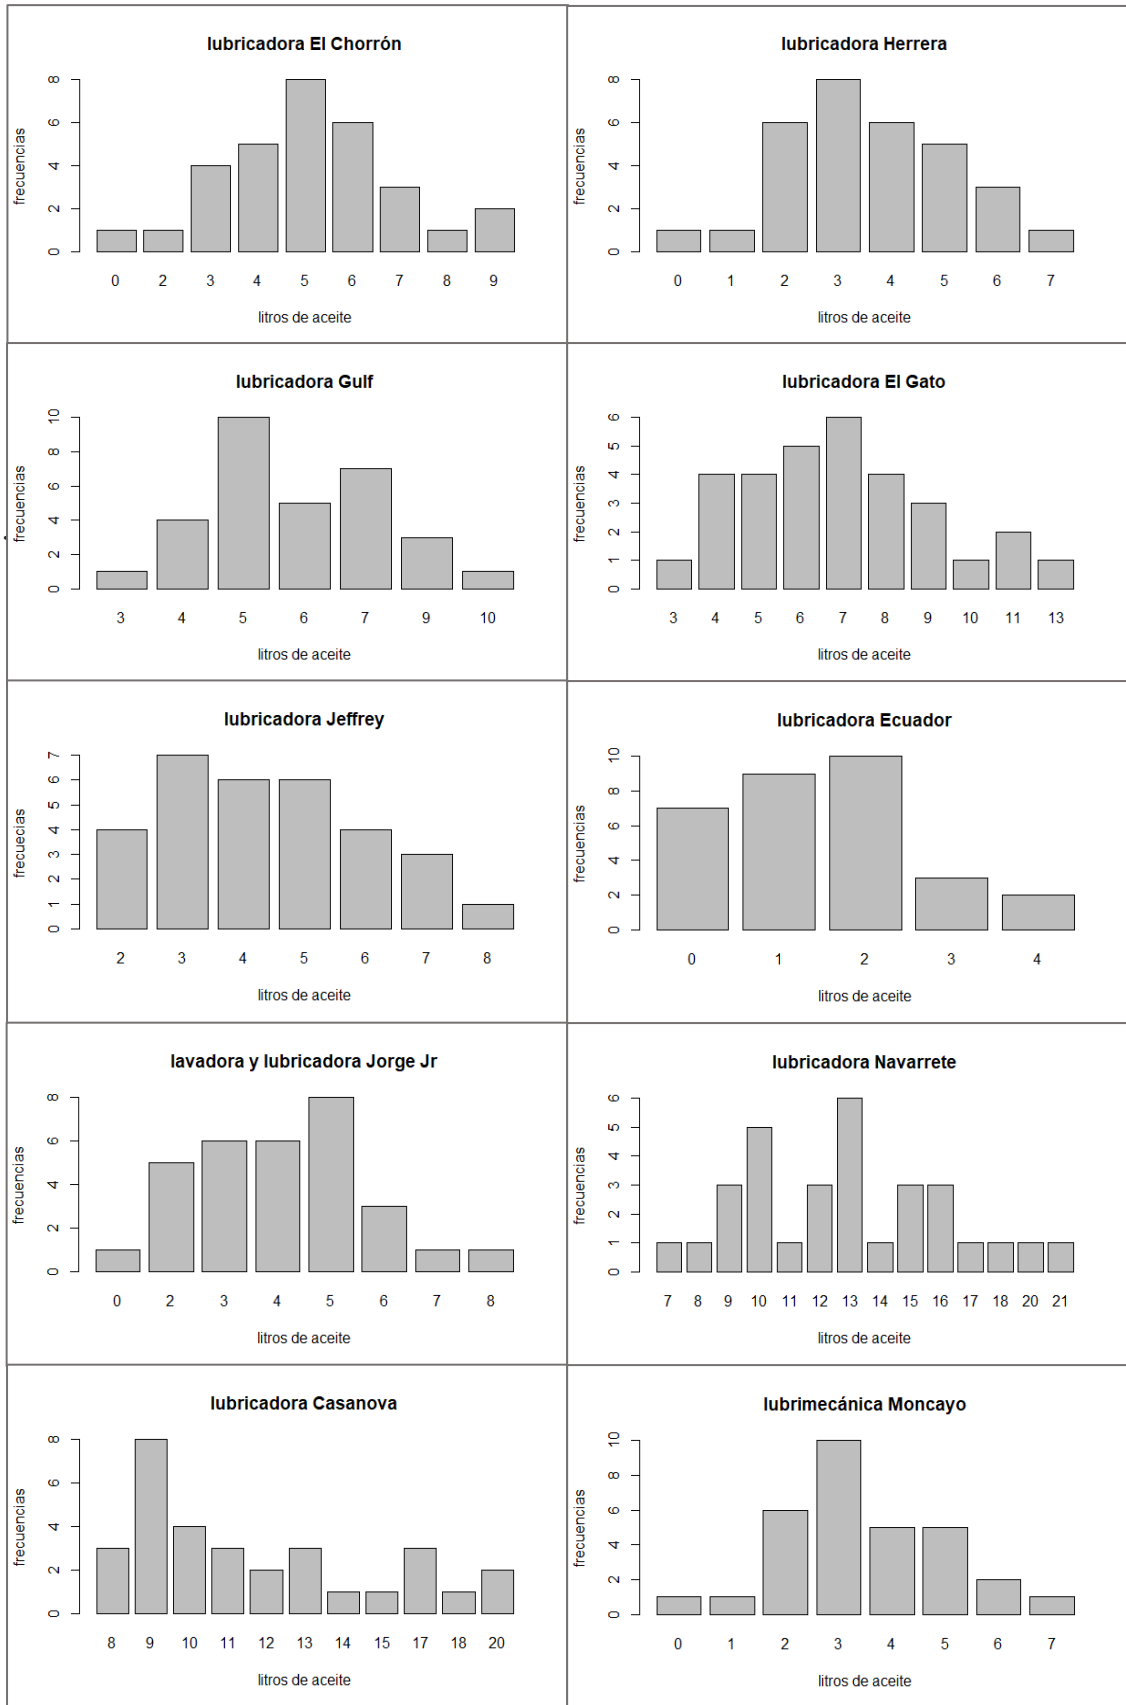 lubricadora El Chorrón
frecuencias
0 2 4 6 8
0 2 3 4 5 6 7 8 9
litros de aceite
lubricadora Herrera
frecuencias
0 2 4 6 8
0 1 2 3 4 5 6 7
litros de aceite
lubricadora Gulf
frecuencias
0 2 4 6 8 10
3 4 5 6 7 9 10
litros de aceite
lubricadora El Gato
frecuencias
0 1 2 3 4 5 6
3 4 5 6 7 8 9 10 11 13
litros de aceite
lubricadora Jeffrey
frecuecias
0 1 2 3 4 5 6 7
2 3 4 5 6 7 8
litros de aceite
lubricadora Ecuador
frecuencias
0 2 4 6 8 10
0 1 2 3 4
litros de aceite
lavadora y lubricadora Jorge Jr
frecuencias
0 2 4 6 8
0 2 3 4 5 6 7 8
litros de aceite
lubricadora Navarrete
frecuencias
0 1 2 3 4 5 6
7 8 9 10 11 12 13 14 15 16 17 18 20 21
litros de aceite
lubricadora Casanova
frecuencias
0 2 4 6 8
8 9 10 11 12 13 14 15 17 18 20
litros de aceite
lubrimecánica Moncayo
frecuencias
0 2 4 6 8 10
0 1 2 3 4 5 6 7
litros de aceite